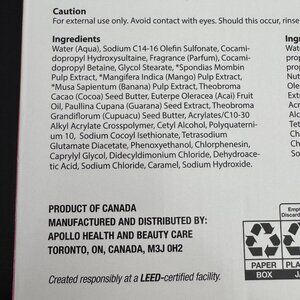 Caution
For external use only. Avoid contact with eyes. Should this occur, rinse
Ingredients
Water (Aqua), Sodium C14-16 Olefin Sulfonate, Cocami-
dopropyl Hydroxysultaine, Fragrance (Parfum), Cocami-
dopropyl Betaine, Glycol Stearate, *Spondias Mombin
Pulp Extract, *Mangifera Indica (Mango) Pulp Extract,
*Musa Sapientum (Banana) Pulp Extract, Theobroma
Cacao (Cocoa) Seed Butter, Euterpe Oleracea (Acai) Fruit
Oil, Paullinia Cupana (Guarana) Seed Extract, Theobroma
Grandiflorum (Cupuacu) Seed Butter, Acrylates/C10-30
Alkyl Acrylate Crosspolymer, Cetyl Alcohol, Polyquaterni-
um 10, Sodium Cocoyl Isethionate, Tetrasodium
Glutamate Diacetate, Phenoxyethanol, Chlorphenesin,
Caprylyl Glycol, Didecyldimonium Chloride, Dehydroace-
tic Acid, Sodium Chloride, Caramel, Sodium Hydroxide.
PRODUCT OF CANADA
MANUFACTURED AND DISTRIBUTED BY:
APOLLO HEALTH AND BEAUTY CARE
TORONTO, ON, CANADA, M3J 0H2
Created responsibly at a LEED-certified facility.
PAPER
BOX